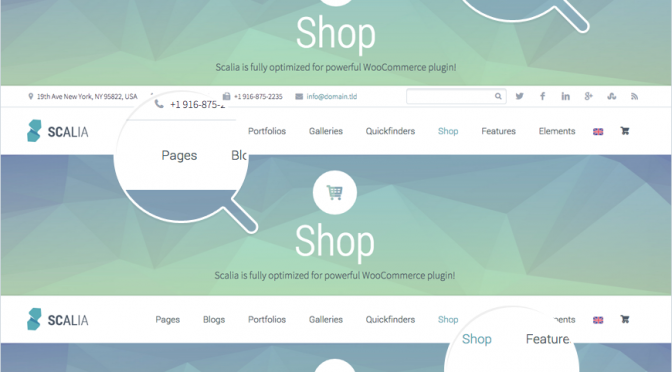 Shop
Scalia is fully optimized for powerful WooCommerce plugin!
19th Ave New York, NY 95822, USA +1 916-875-2235 info@domain.tld
+1 916-875-2
SCALIA Portfolios Galleries Quickfinders Shop Features Elements
Pages Blo
Shop
Scalia is fully optimized for powerful WooCommerce plugin!
SCALIA Pages Blogs Portfolios Galleries Quickfinders Shop ements
Shop Feature